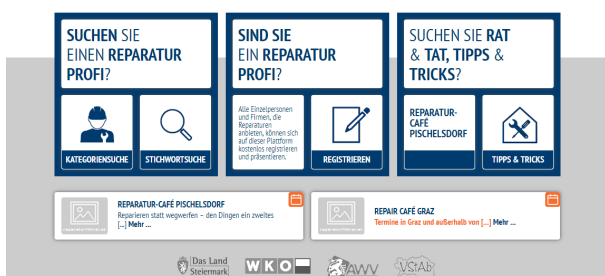 SUCHEN SIE
EINEN REPARATUR
PROFI?
KATEGORIENSUCHE
STICHWORTSUCHE
SIND SIE
EIN REPARATUR
PROFI?
Alle Einzelpersonen
und Firmen, die
Reparaturen
anbieten, können sich
auf dieser Plattform
kostenlos registrieren
und präsentieren.
REGISTRIEREN
SUCHEN SIE RAT
& TAT, TIPPS &
TRICKS?
REPARATUR-
CAFÉ
PISCHELSDORF
TIPPS & TRICKS
REPARATUR-CAFÉ PISCHELSDORF
Reparieren statt wegwerfen – den Dingen ein zweites
[...] Mehr ...
REPAIR CAFÉ GRAZ
Termine in Graz und außerhalb von [...] Mehr ...
Das Land
Steiermark
WKO
AWV
VStAb